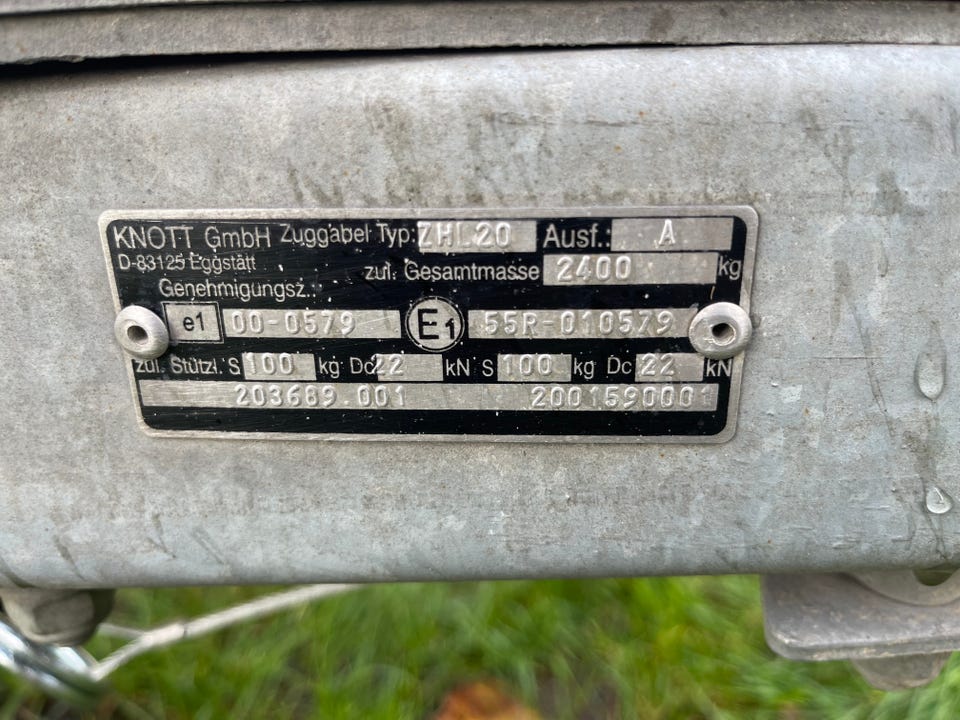 KNOTT GmbH Zuggabel Typ: ZHL20 Ausf.: A
D-83125 Eggstätt
zul. Gesamtmasse 2400 kg
Genehmigungsz.:
e1 00-0579 E1 55R-010579
zul. Stützl. S 100 kg Dc 22 kN S 100 kg Dc 22 kN
203689.001 2001590001